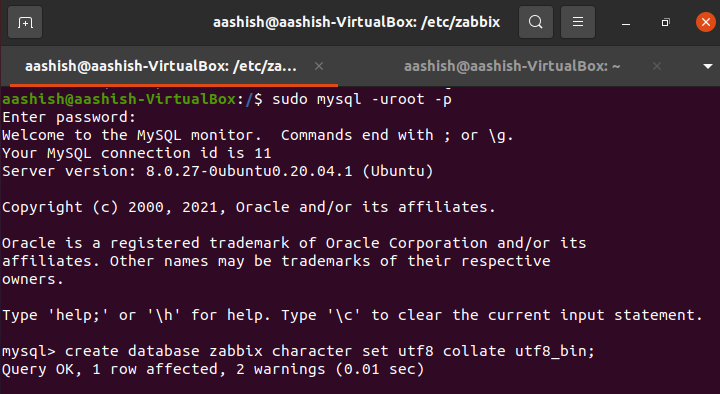 aashish@aashish-VirtualBox: /etc/zabbix
aashish@aashish-VirtualBox: /etc/za...
aashish@aashish-VirtualBox: ~
aashish@aashish-VirtualBox:/$ sudo mysql -uroot -p
Enter password:
Welcome to the MySQL monitor.  Commands end with ; or \g.
Your MySQL connection id is 11
Server version: 8.0.27-0ubuntu0.20.04.1 (Ubuntu)
Copyright (c) 2000, 2021, Oracle and/or its affiliates.
Oracle is a registered trademark of Oracle Corporation and/or its
affiliates. Other names may be trademarks of their respective
owners.
Type 'help;' or '\h' for help. Type '\c' to clear the current input statement.
mysql> create database zabbix character set utf8 collate utf8_bin;
Query OK, 1 row affected, 2 warnings (0.01 sec)